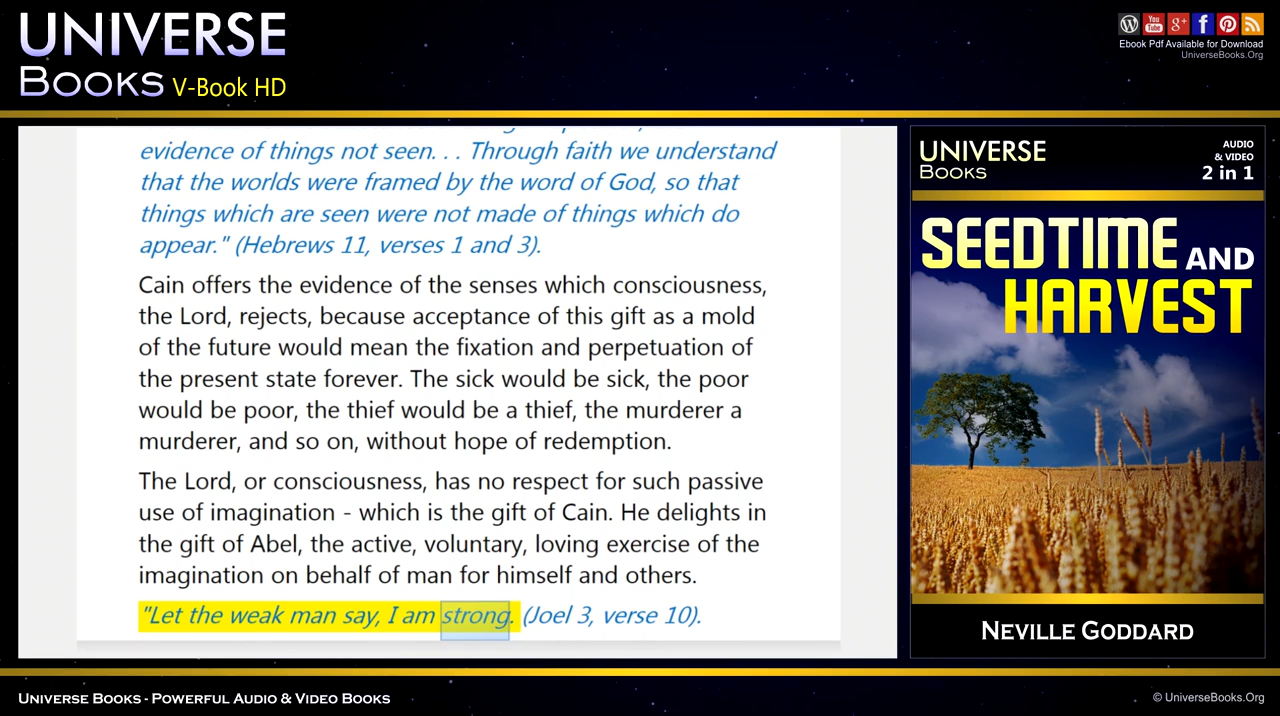 UNIVERSE
BOOKS V-Book HD
You
Tube
g+
Ebook Pdf Available for Download
UniverseBooks.Org
evidence of things not seen. . . Through faith we understand
that the worlds were framed by the word of God, so that
things which are seen were not made of things which do
appear." (Hebrews 11, verses 1 and 3).
Cain offers the evidence of the senses which consciousness,
the Lord, rejects, because acceptance of this gift as a mold
of the future would mean the fixation and perpetuation of
the present state forever. The sick would be sick, the poor
would be poor, the thief would be a thief, the murderer a
murderer, and so on, without hope of redemption.
The Lord, or consciousness, has no respect for such passive
use of imagination - which is the gift of Cain. He delights in
the gift of Abel, the active, voluntary, loving exercise of the
imagination on behalf of man for himself and others.
"Let the weak man say, I am strong. (Joel 3, verse 10).
UNIVERSE
BOOKS
AUDIO
& VIDEO
2 in 1
SEEDTIME AND
HARVEST
NEVILLE GODDARD
UNIVERSE BOOKS - POWERFUL AUDIO & VIDEO BOOKS
© UniverseBooks.Org